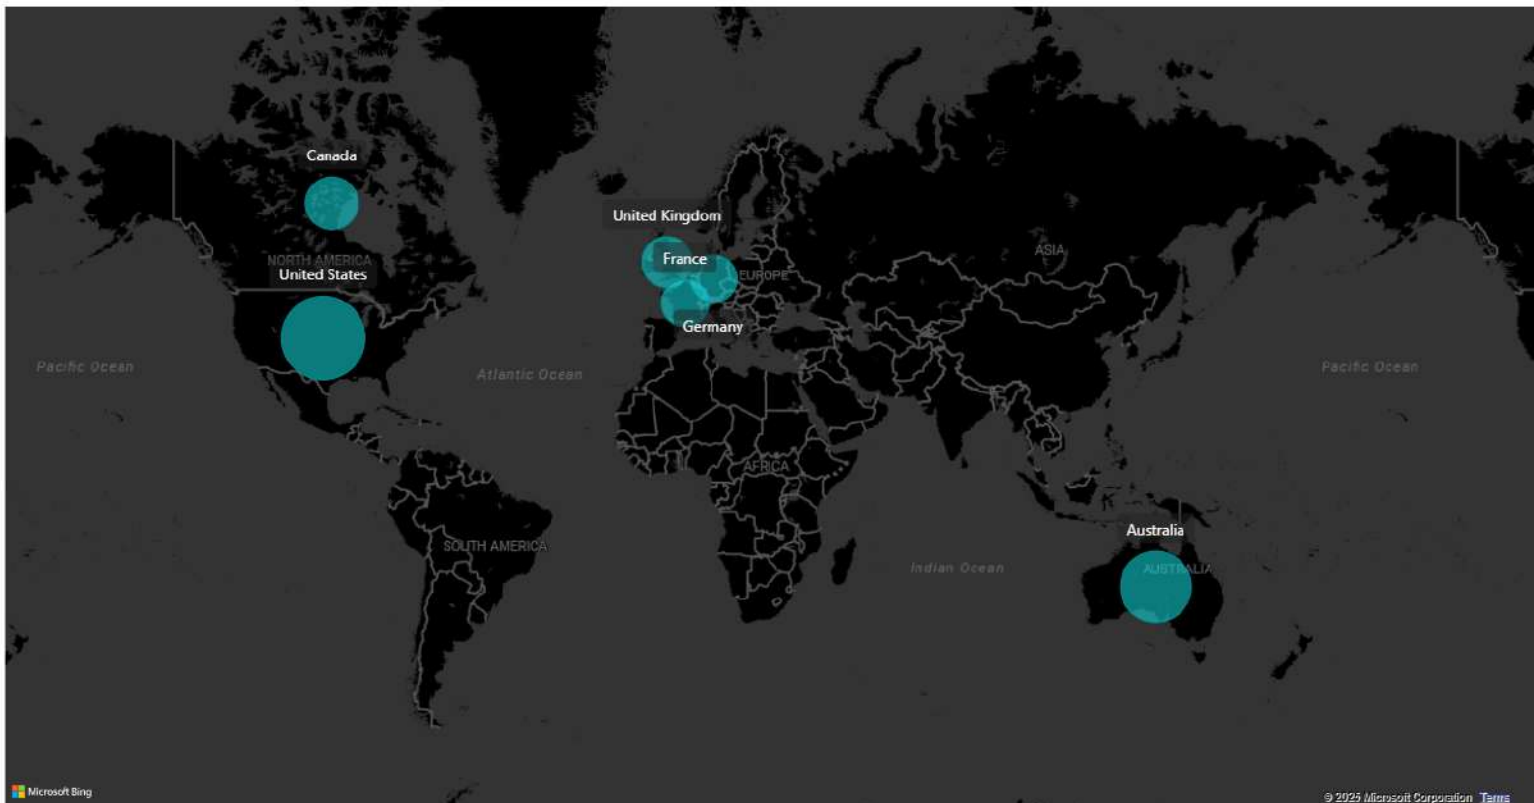 Canada
United Kingdom
NORTH AMERICA
ASIA
France
United States
EUROPE
Germany
Pacific Ocean
Atlantic Ocean
Pacific Ocean
AFRICA
Australia
SOUTH AMERICA
Indian Ocean
AUSTRALIA
Microsoft Bing
© 2025 Microsoft Corporation Terms